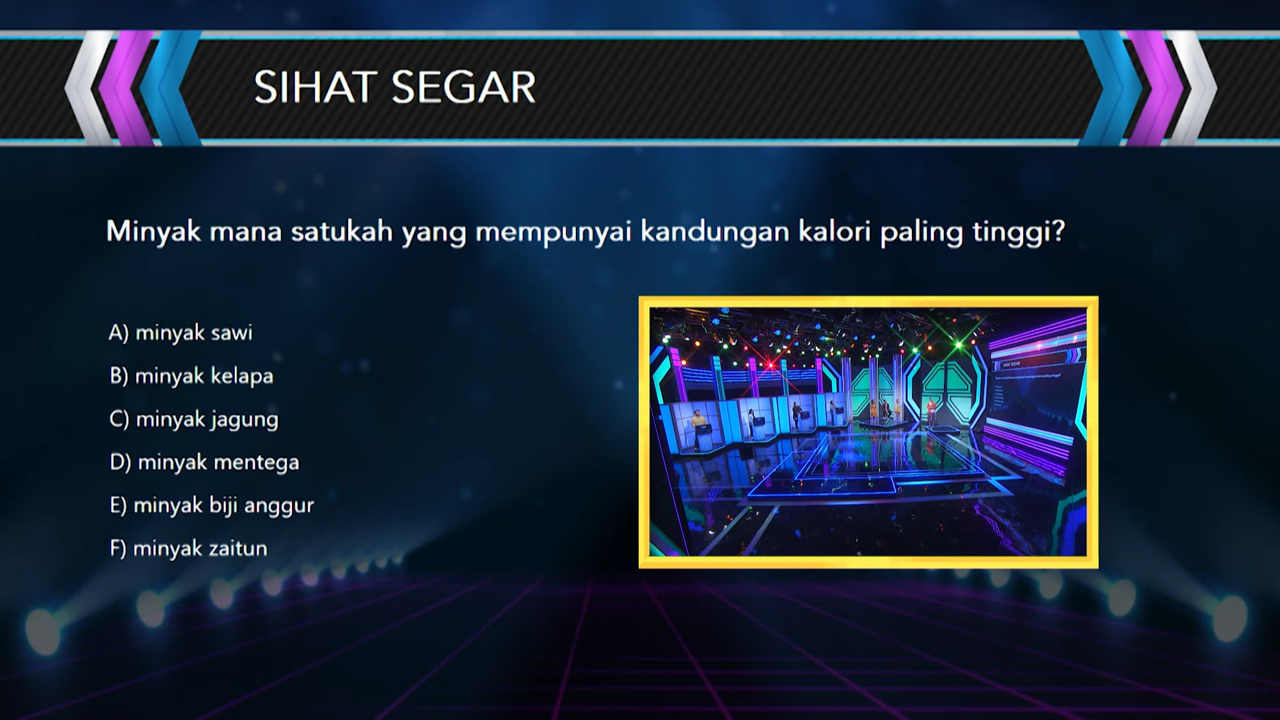 SIHAT SEGAR
Minyak mana satukah yang mempunyai kandungan kalori paling tinggi?
A) minyak sawi
B) minyak kelapa
C) minyak jagung
D) minyak mentega
E) minyak biji anggur
F) minyak zaitun